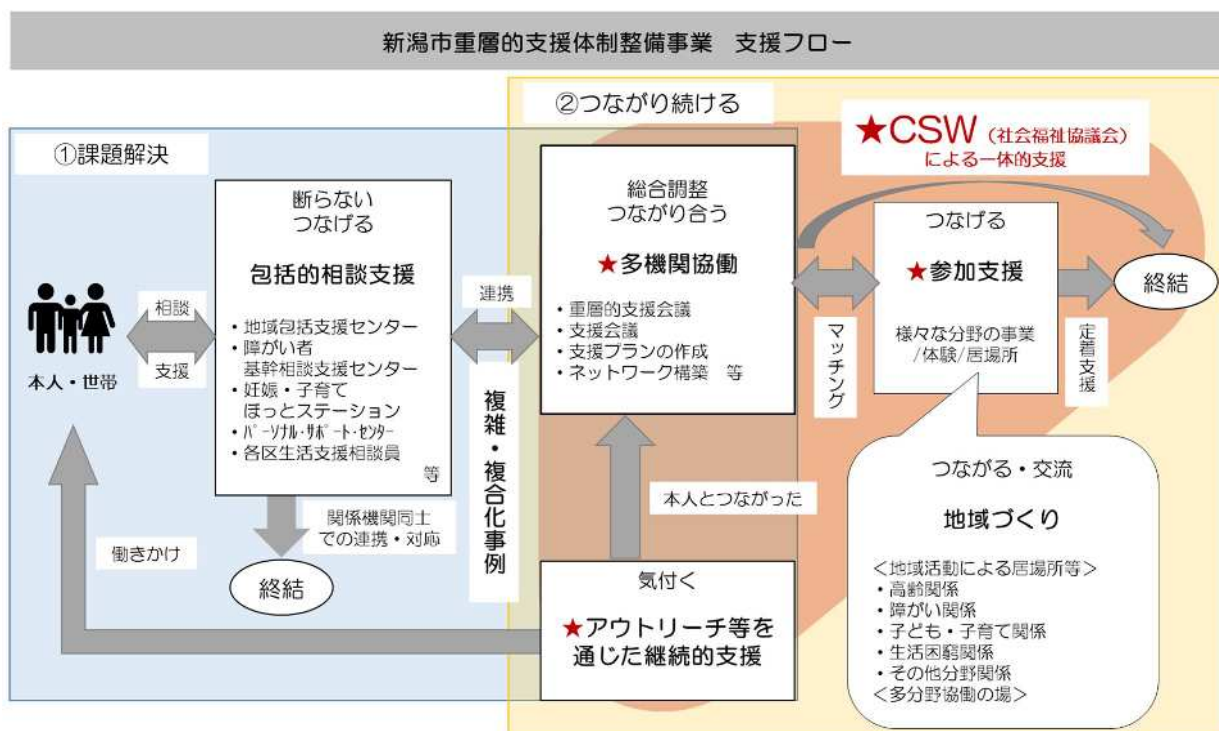 新潟市重層的支援体制整備事業　支援フロー
①課題解決
②つながり続ける
★CSW（社会福祉協議会）
による一体的支援
本人・世帯
相談
支援
断らない
つなげる
包括的相談支援
・地域包括支援センター
・障がい者
基幹相談支援センター
・妊娠・子育て
ほっとステーション
・ﾊﾟｰｿﾅﾙ･ｻﾎﾟｰﾄ･ｾﾝﾀｰ
・各区生活支援相談員
等
関係機関同士
での連携・対応
終結
働きかけ
連携
複雑・複合化事例
総合調整
つながり合う
★多機関協働
・重層的支援会議
・支援会議
・支援プランの作成
・ネットワーク構築　等
本人とつながった
気付く
★アウトリーチ等を
通じた継続的支援
マッチング
つなげる
★参加支援
様々な分野の事業
/体験/居場所
定着支援
終結
つながる・交流
地域づくり
＜地域活動による居場所等＞
・高齢関係
・障がい関係
・子ども・子育て関係
・生活困窮関係
・その他分野関係
＜多分野協働の場＞